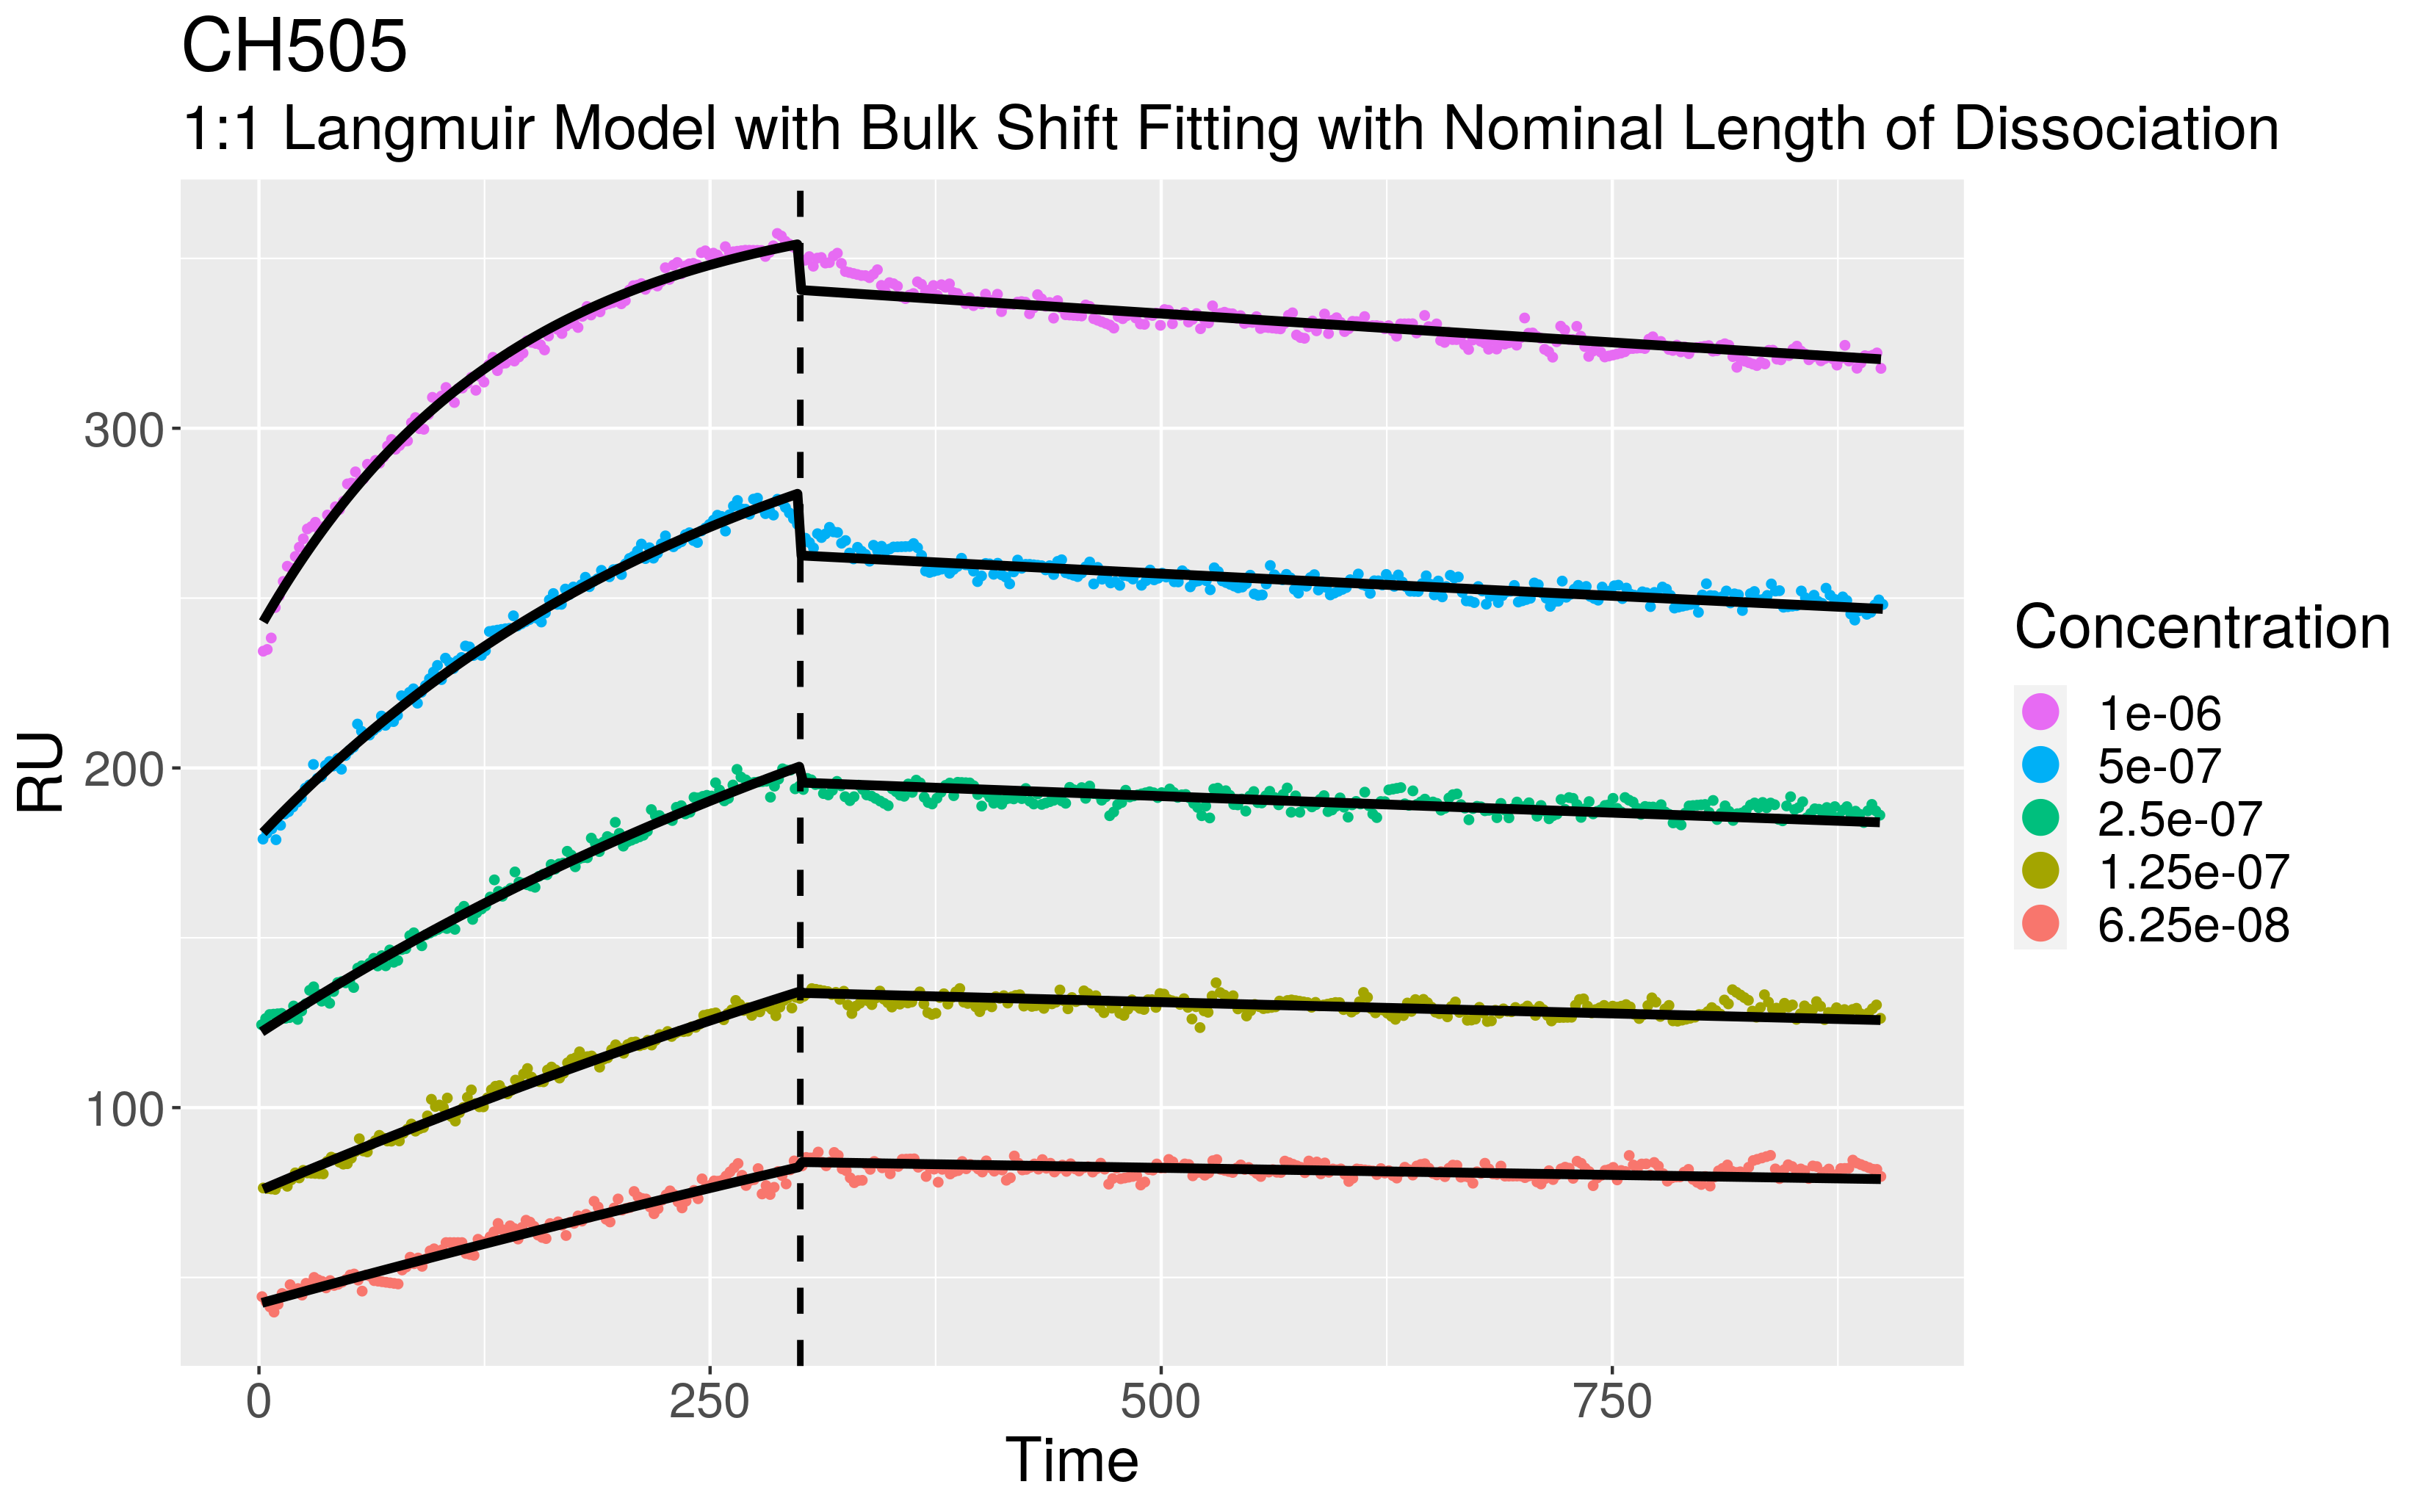 CH505
1:1 Langmuir Model with Bulk Shift Fitting with Nominal Length of Dissociation
RU
300
200
100
0 250 500 750
Time
Concentration
1e-06
5e-07
2.5e-07
1.25e-07
6.25e-08